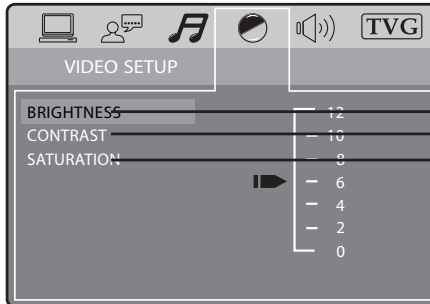 TVG
VIDEO SETUP
BRIGHTNESS
CONTRAST
SATURATION
12
10
8
6
4
2
0